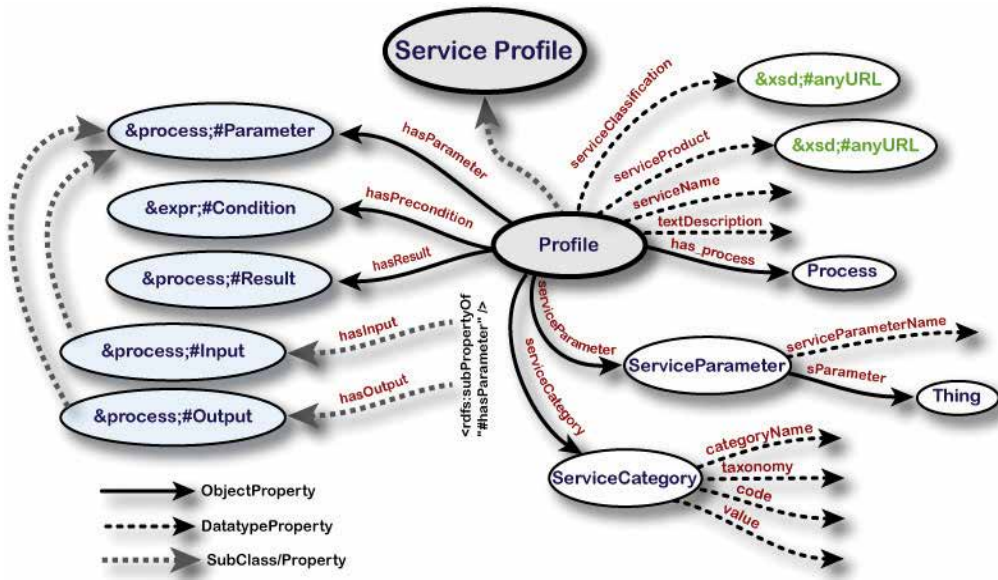 Service Profile
&xsd;#anyURL
serviceClassification
&process;#Parameter
hasParameter
&xsd;#anyURL
serviceProduct
serviceName
&expr;#Condition
hasPrecondition
textDescription
Profile
has_process
&process;#Result
hasResult
Process
&process;#Input
hasInput
<rdfs:subPropertyOf
"#hasParameter" />
serviceParameter
serviceCategory
ServiceParameter
serviceParameterName
sParameter
Thing
&process;#Output
hasOutput
ServiceCategory
categoryName
taxonomy
code
value
ObjectProperty
DatatypeProperty
SubClass/Property